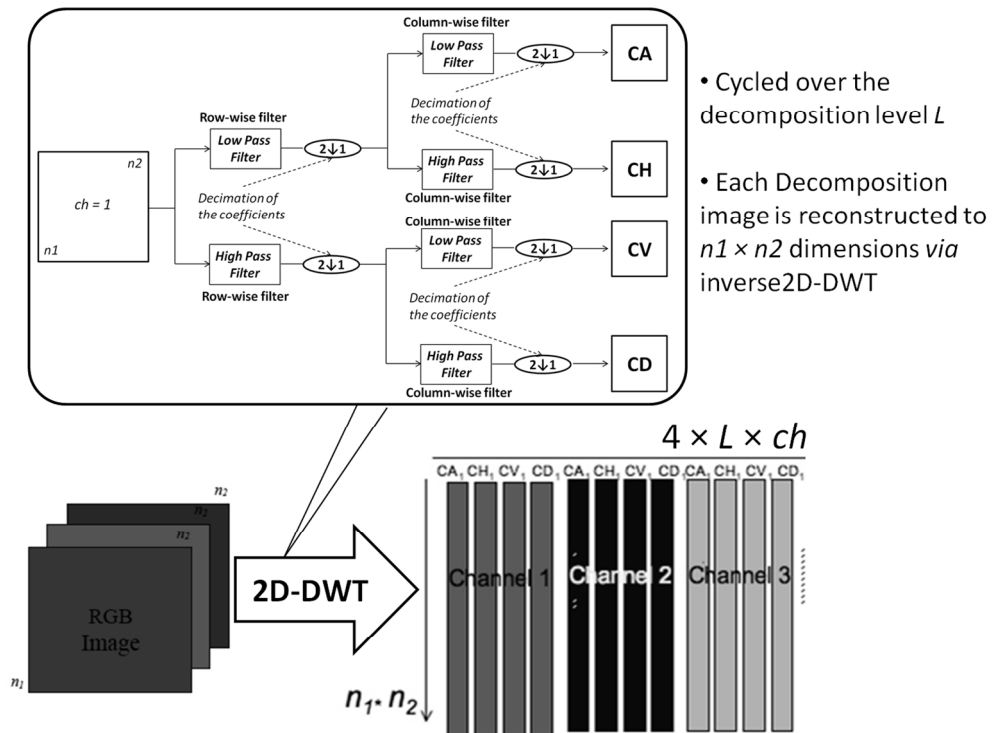 Column-wise filter
Low Pass
Filter
2↓1
CA
Decimation of
the coefficients
Row-wise filter
Low Pass
Filter
2↓1
High Pass
Filter
2↓1
CH
Column-wise filter
n2
ch = 1
n1
Decimation of
the coefficients
Column-wise filter
Low Pass
Filter
2↓1
CV
High Pass
Filter
2↓1
Row-wise filter
Decimation of
the coefficients
High Pass
Filter
2↓1
CD
Column-wise filter
• Cycled over the
decomposition level L
• Each Decomposition
image is reconstructed to
n1 × n2 dimensions via
inverse2D-DWT
4 × L × ch
CA1 CH1 CV1 CD1 CA1 CH1 CV1 CD1 CA1 CH1 CV1 CD1
n2
n2
n2
RGB
Image
n1
2D-DWT
Channel 1
Channel 2
Channel 3
n1* n2